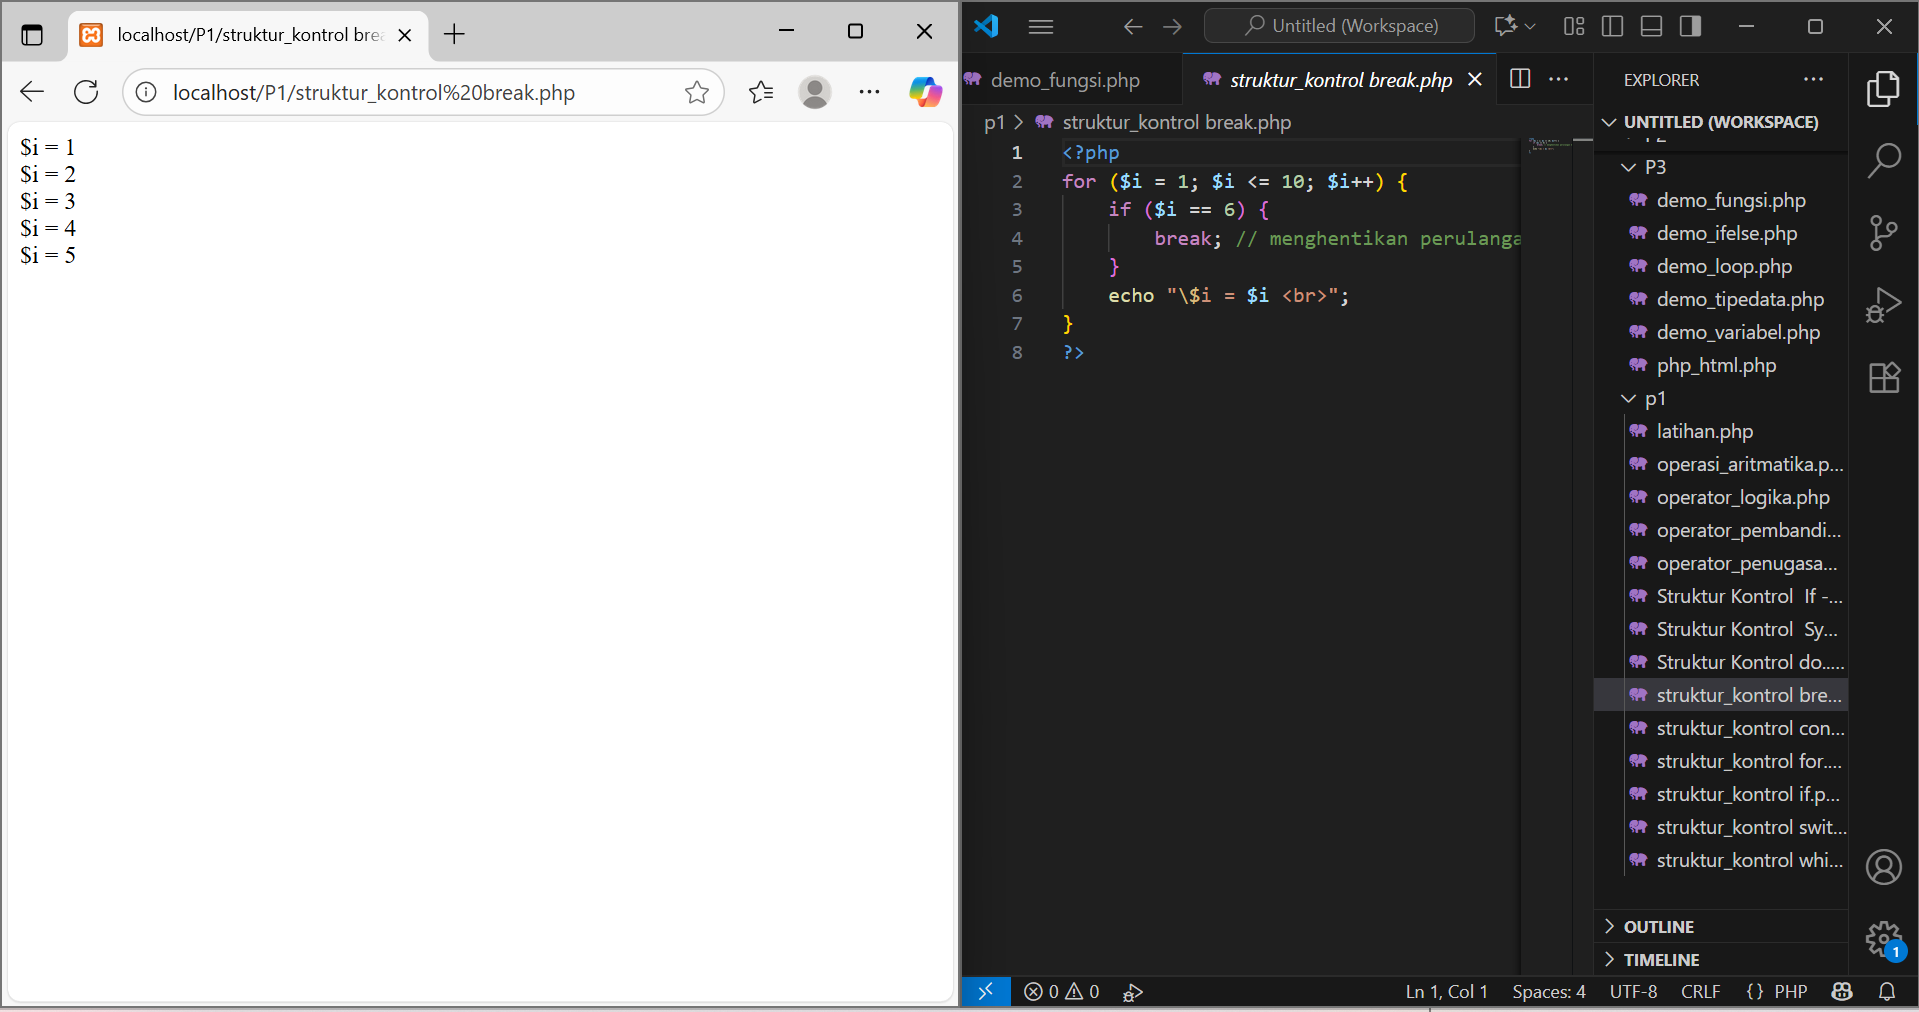 localhost/P1/struktur_kontrol brea
localhost/P1/struktur_kontrol%20break.php
$i = 1
$i = 2
$i = 3
$i = 4
$i = 5
Untitled (Workspace)
demo_fungsi.php
struktur_kontrol break.php
p1 > struktur_kontrol break.php
1 <?php
2 for ($i = 1; $i <= 10; $i++) {
3 if ($i == 6) {
4 break; // menghentikan perulanga
5 }
6 echo "\$i = $i <br>";
7 }
8 ?>
EXPLORER
UNTITLED (WORKSPACE)
P3
demo_fungsi.php
demo_ifelse.php
demo_loop.php
demo_tipedata.php
demo_variabel.php
php_html.php
p1
latihan.php
operasi_aritmatika.p...
operator_logika.php
operator_pembandi...
operator_penugasa...
Struktur Kontrol  If -...
Struktur Kontrol  Sy...
Struktur Kontrol do.....
struktur_kontrol bre...
struktur_kontrol con...
struktur_kontrol for....
struktur_kontrol if.p...
struktur_kontrol swit...
struktur_kontrol whi...
OUTLINE
TIMELINE
1
0 0
Ln 1, Col 1 Spaces: 4 UTF-8 CRLF {} PHP